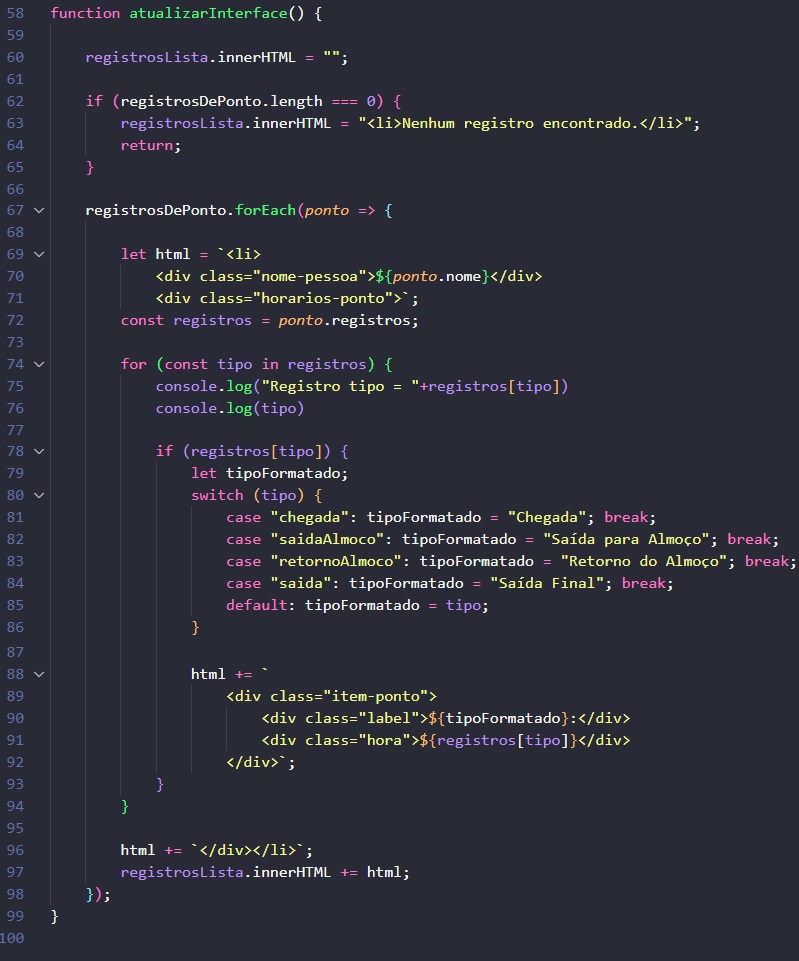 58 function atualizarInterface() {
59
60 registrosLista.innerHTML = "";
61
62 if (registrosDePonto.length === 0) {
63 registrosLista.innerHTML = "<li>Nenhum registro encontrado.</li>";
64 return;
65 }
66
67 registrosDePonto.forEach(ponto => {
68
69 let html = `<li>
70 <div class="nome-pessoa">${ponto.nome}</div>
71 <div class="horarios-ponto">`;
72 const registros = ponto.registros;
73
74 for (const tipo in registros) {
75 console.log("Registro tipo = "+registros[tipo])
76 console.log(tipo)
77
78 if (registros[tipo]) {
79 let tipoFormatado;
80 switch (tipo) {
81 case "chegada": tipoFormatado = "Chegada"; break;
82 case "saidaAlmoco": tipoFormatado = "Saída para Almoço"; break;
83 case "retornoAlmoco": tipoFormatado = "Retorno do Almoço"; break;
84 case "saida": tipoFormatado = "Saída Final"; break;
85 default: tipoFormatado = tipo;
86 }
87
88 html += `
89 <div class="item-ponto">
90 <div class="label">${tipoFormatado}:</div>
91 <div class="hora">${registros[tipo]}</div>
92 </div>`;
93 }
94 }
95
96 html += `</div></li>`;
97 registrosLista.innerHTML += html;
98 });
99 }
100